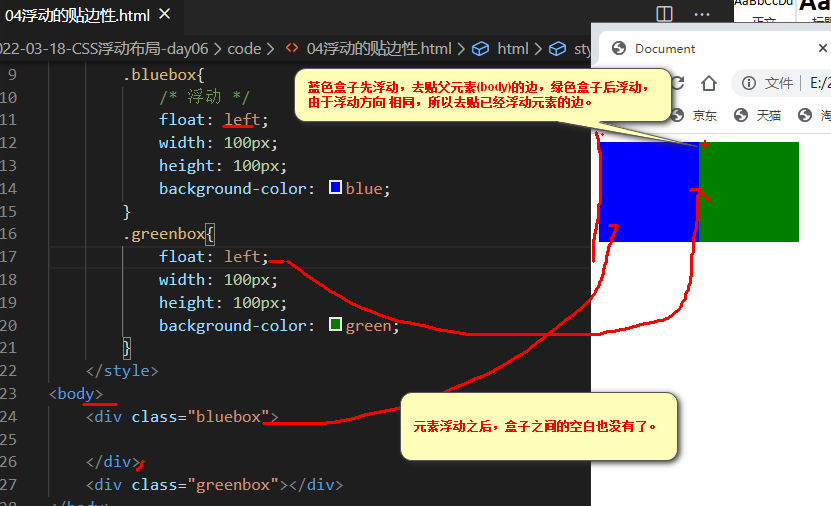 04浮动的贴边性.html ×
AaBbCcDd
正文
022-03-18-CSS浮动布局-day06 > code > <> 04浮动的贴边性.html > html >
Document ×
文件 E:/2
京东 天猫
9 .bluebox{
10 /* 浮动 */
11 float: left;
12 width: 100px;
13 height: 100px;
14 background-color: blue;
15 }
16 .greenbox{
17 float: left;
18 width: 100px;
19 height: 100px;
20 background-color: green;
21 }
22 </style>
23 <body>
24 <div class="bluebox">
25
26 </div>
27 <div class="greenbox"></div>
蓝色盒子先浮动，去贴父元素(body)的边，绿色盒子后浮动，
由于浮动方向 相同，所以去贴已经浮动元素的边。
元素浮动之后，盒子之间的空白也没有了。